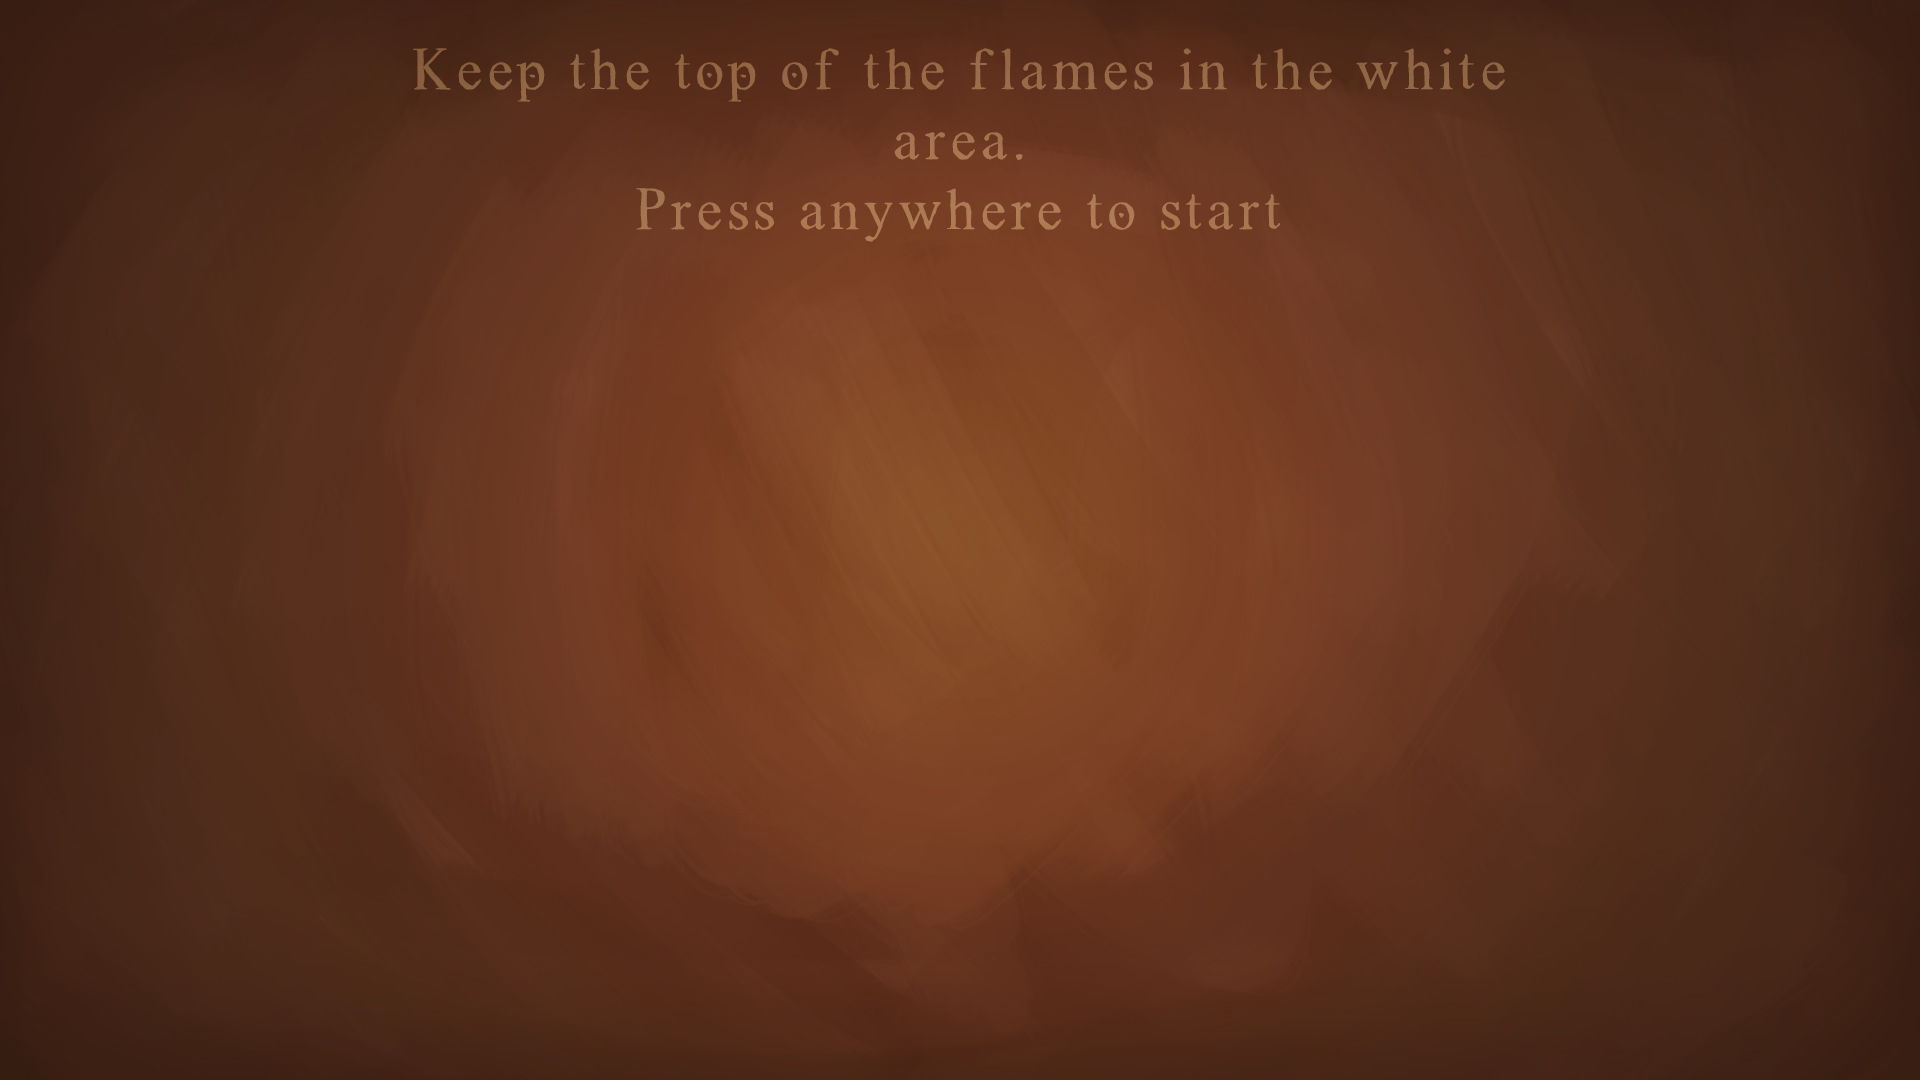 Keep the top of the flames in the white
area.
Press anywhere to start